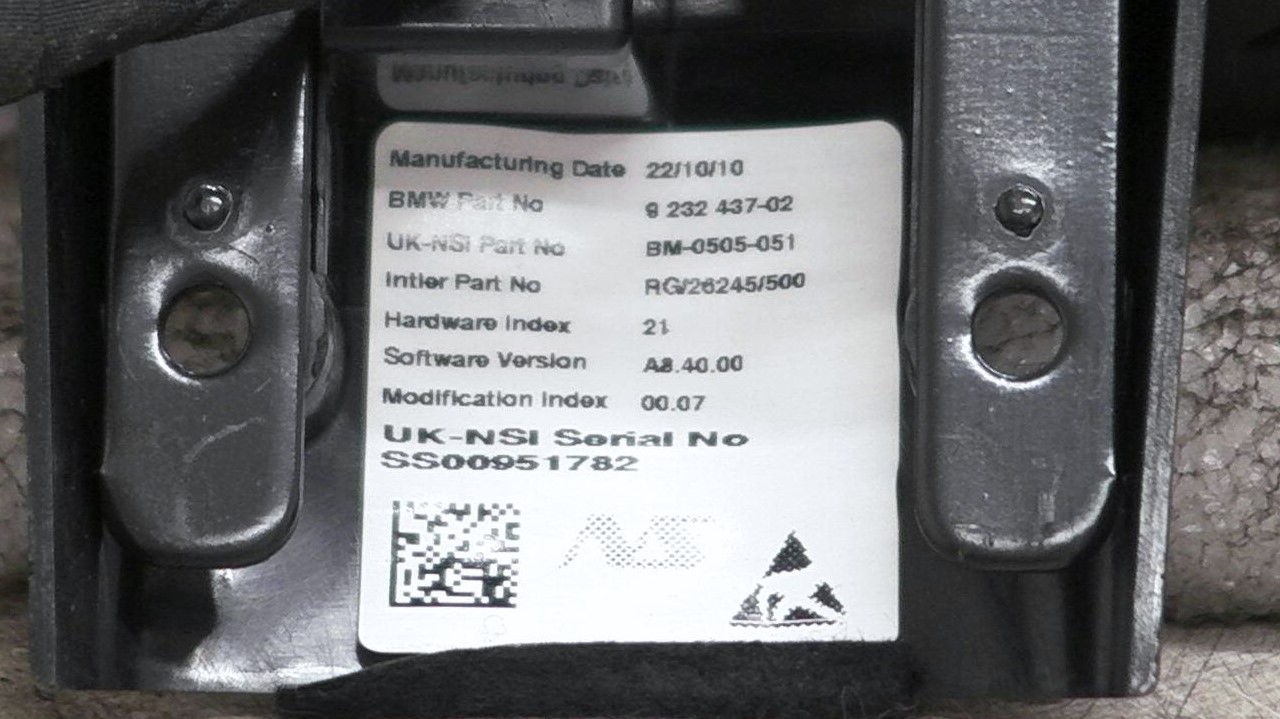 Manufacturing Date 22/10/10
BMW Part No 9 232 437-02
UK-NSI Part No BM-0505-051
Intier Part No RG/26245/500
Hardware Index 21
Software Version A8.40.00
Modification Index 00.07
UK-NSI Serial No
SS00951782
NS